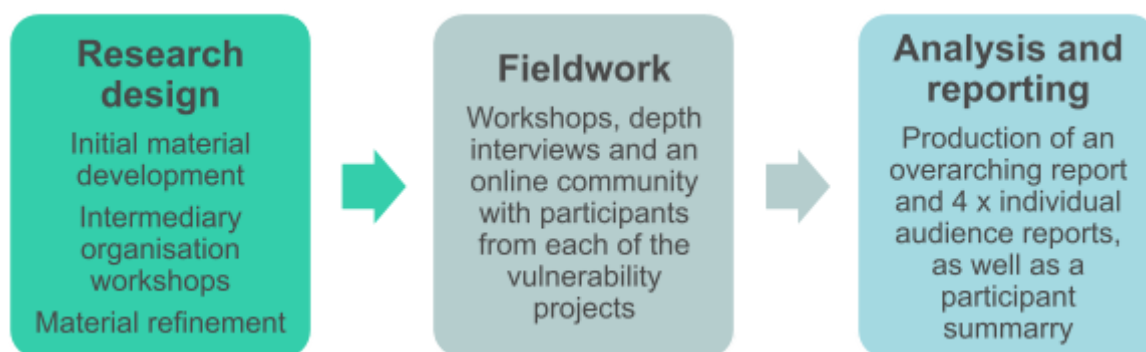 Research
design
Initial material
development
Intermediary
organisation
workshops
Material refinement
Fieldwork
Workshops, depth
interviews and an
online community
with participants
from each of the
vulnerability
projects
Analysis and
reporting
Production of an
overarching report
and 4 x individual
audience reports,
as well as a
participant
summarry